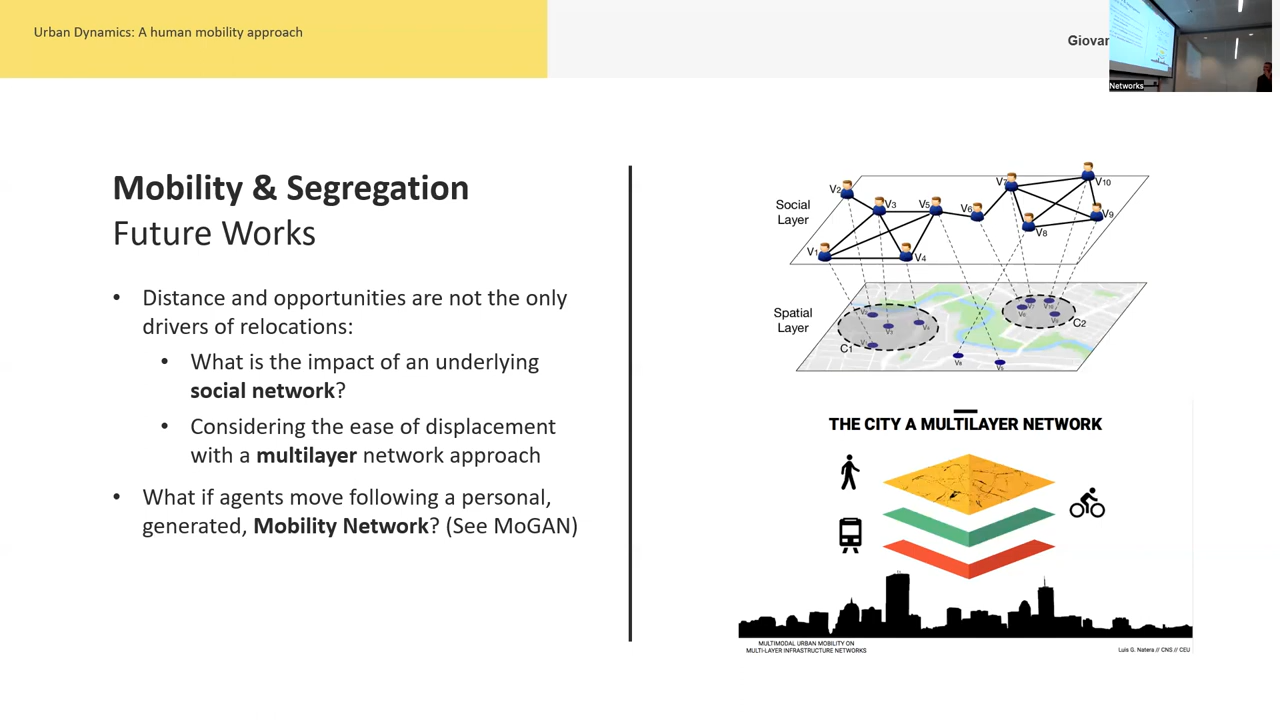 Urban Dynamics: A human mobility approach
Networks
Mobility & Segregation
Future Works
• Distance and opportunities are not the only
drivers of relocations:
• What is the impact of an underlying
social network?
• Considering the ease of displacement
with a multilayer network approach
• What if agents move following a personal,
generated, Mobility Network? (See MoGAN)
Social
Layer
V2
V3
V5
V6
V7
V10
V9
V8
V1
V4
Spatial
Layer
C1
C2
THE CITY A MULTILAYER NETWORK
MULTIMODAL URBAN MOBILITY ON
MULTI-LAYER INFRASTRUCTURE NETWORKS
Luis G. Natera // CNS // CEU